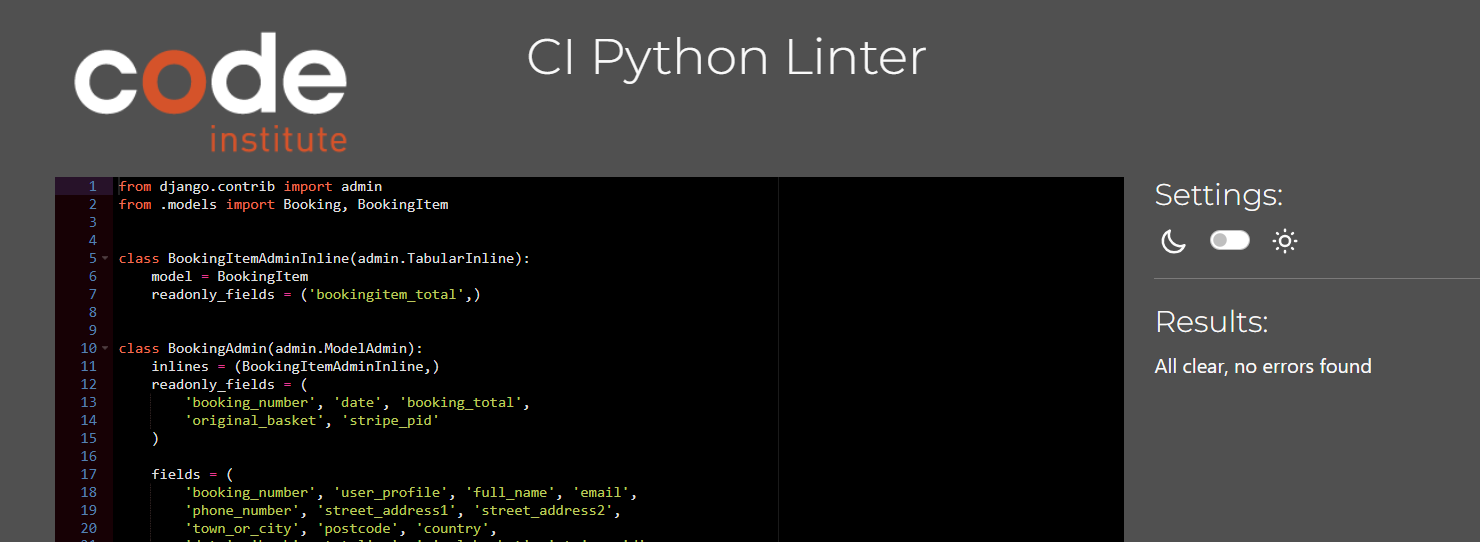 code
institute
CI Python Linter
1 from django.contrib import admin
2 from .models import Booking, BookingItem
3
4
5 class BookingItemAdminInline(admin.TabularInline):
6 model = BookingItem
7 readonly_fields = ('bookingitem_total',)
8
9
10 class BookingAdmin(admin.ModelAdmin):
11 inlines = (BookingItemAdminInline,)
12 readonly_fields = (
13 'booking_number', 'date', 'booking_total',
14 'original_basket', 'stripe_pid'
15 )
16
17 fields = (
18 'booking_number', 'user_profile', 'full_name', 'email',
19 'phone_number', 'street_address1', 'street_address2',
20 'town_or_city', 'postcode', 'country',
Settings:
Results:
All clear, no errors found